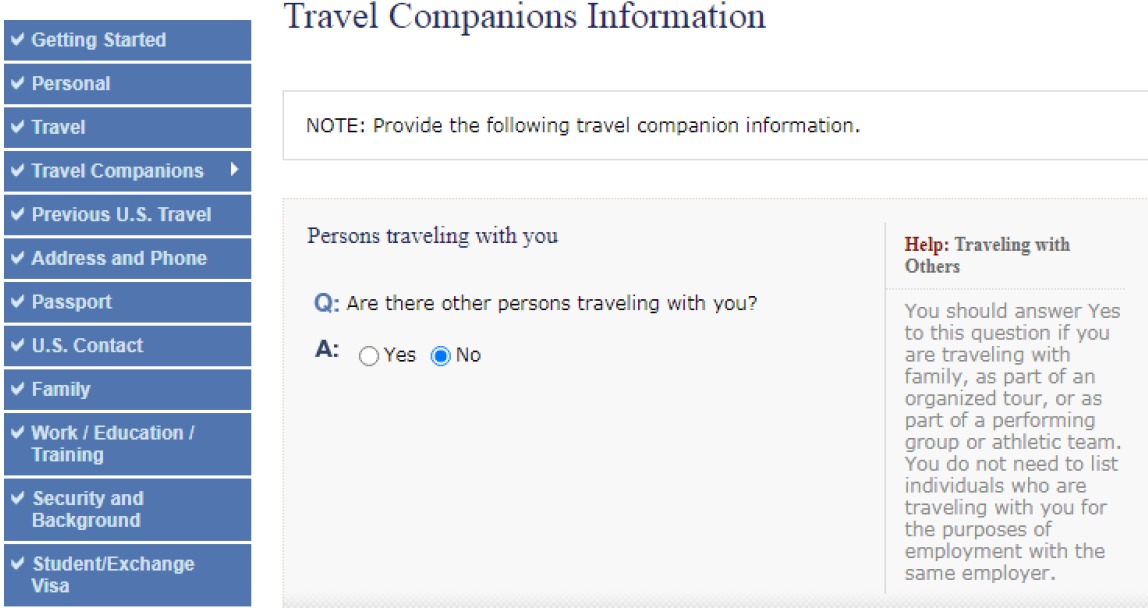 Travel Companions Information
Getting Started
Personal
Travel
Travel Companions
Previous U.S. Travel
Address and Phone
Passport
U.S. Contact
Family
Work / Education /
Training
Security and
Background
Student/Exchange
Visa
NOTE: Provide the following travel companion information.
Persons traveling with you
Q: Are there other persons traveling with you?
A: Yes No
Help: Traveling with
Others
You should answer Yes
to this question if you
are traveling with
family, as part of an
organized tour, or as
part of a performing
group or athletic team.
You do not need to list
individuals who are
traveling with you for
the purposes of
employment with the
same employer.